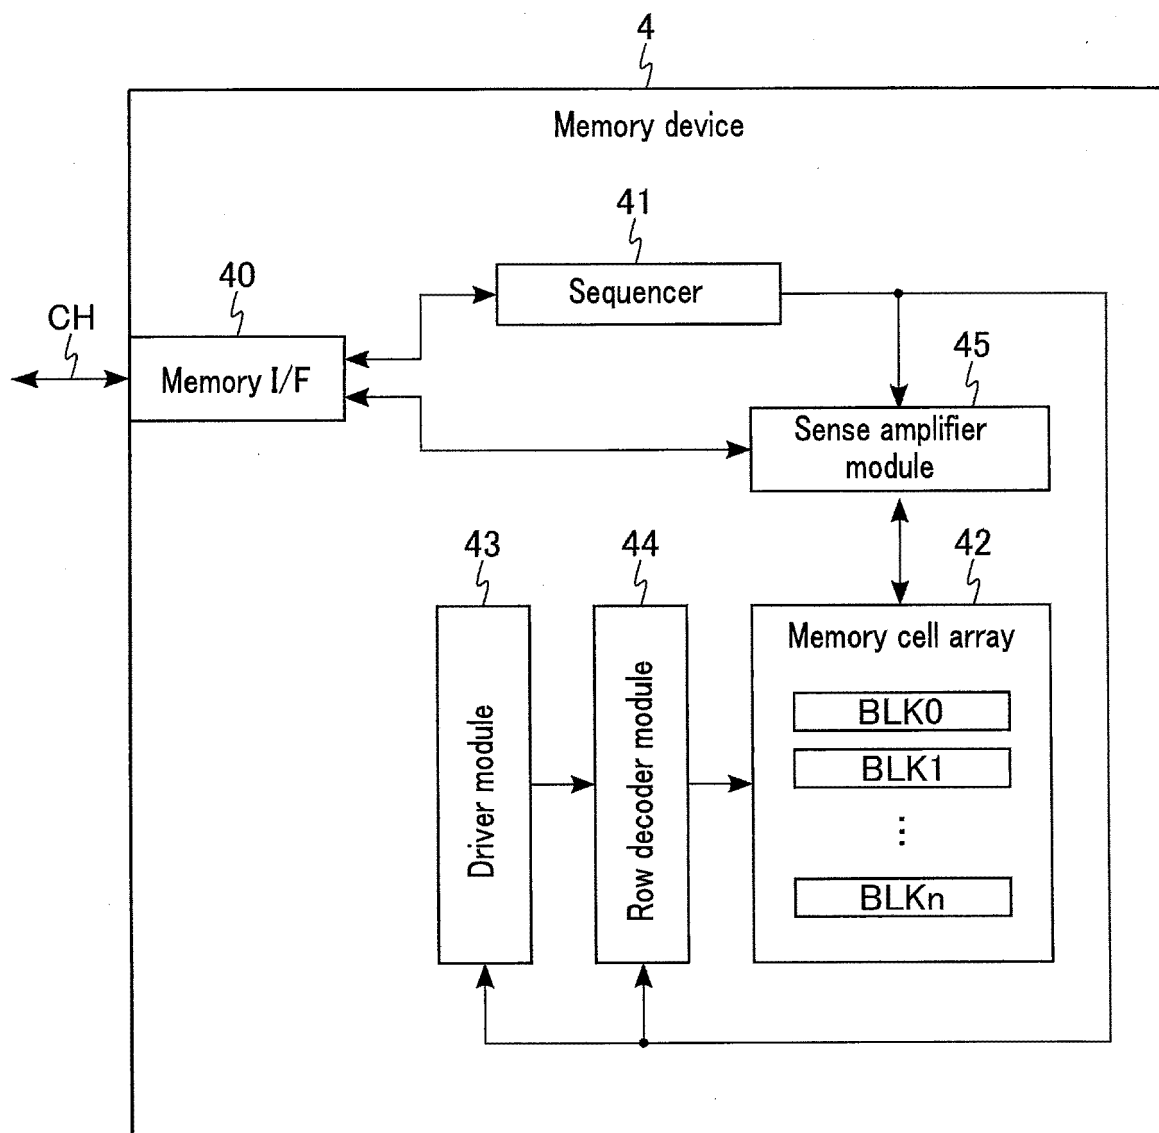 4
Memory device
41
Sequencer
40
CH
Memory I/F
45
Sense amplifier
module
43
44
42
Driver module
Row decoder module
Memory cell array
BLK0
BLK1
⋮
BLKn